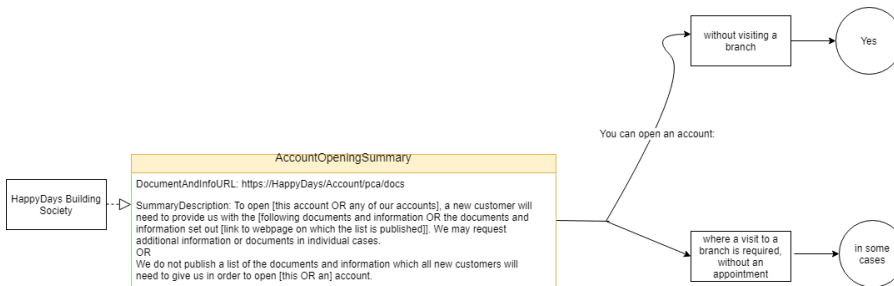 without visiting a
branch
Yes
You can open an account:
AccountOpeningSummary
DocumentAndInfoURL: https://HappyDays/Account/pca/docs
HappyDays Building
Society
SummaryDescription: To open [this account OR any of our accounts], a new customer will
need to provide us with the [following documents and information OR the documents and
information set out [link to webpage on which the list is published]]. We may request
additional information or documents in individual cases.
OR
We do not publish a list of the documents and information which all new customers will
need to give us in order to open [this OR an] account.
where a visit to a
branch is required,
without an
appointment
in some
cases